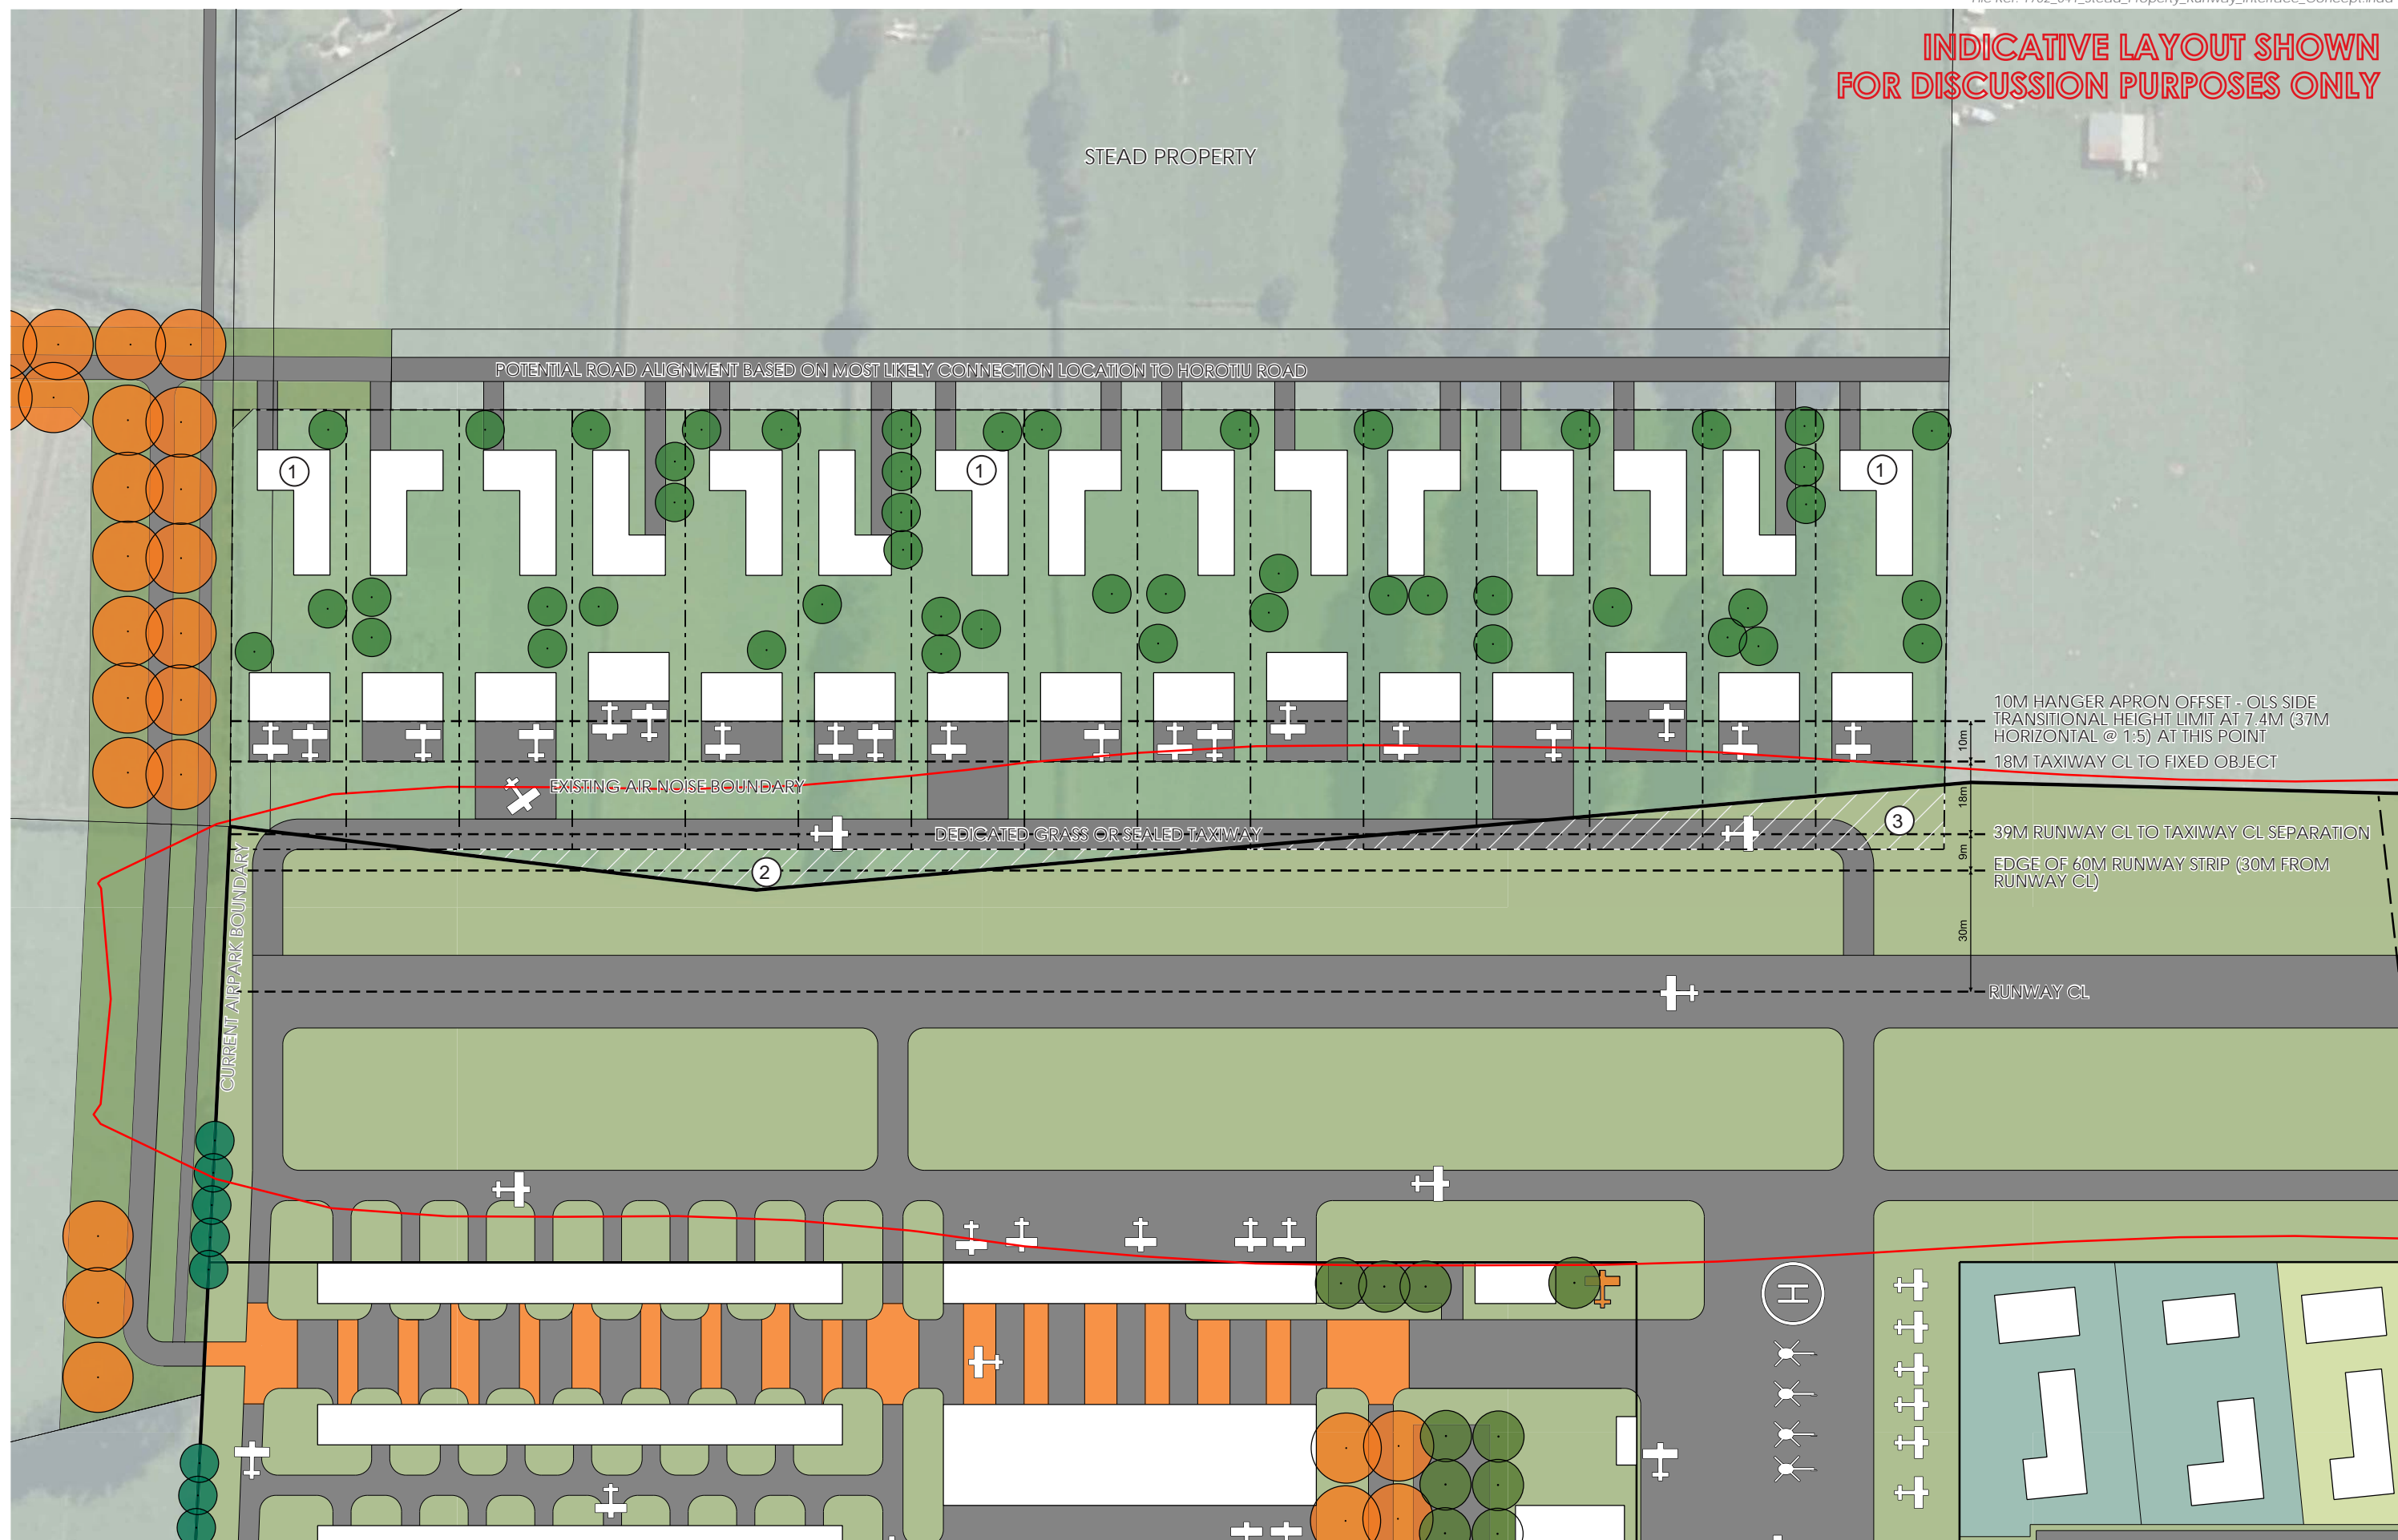 INDICATIVE LAYOUT SHOWN
FOR DISCUSSION PURPOSES ONLY
STEAD PROPERTY
POTENTIAL ROAD ALIGNMENT BASED ON MOST LIKELY CONNECTION LOCATION TO HOROTIU ROAD
1
1
1
10M HANGER APRON OFFSET - OLS SIDE
TRANSITIONAL HEIGHT LIMIT AT 7.4M (37M
HORIZONTAL @ 1:5) AT THIS POINT
10m
18M TAXIWAY CL TO FIXED OBJECT
EXISTING AIR NOISE BOUNDARY
18m
3
DEDICATED GRASS OR SEALED TAXIWAY
39M RUNWAY CL TO TAXIWAY CL SEPARATION
9m
2
EDGE OF 60M RUNWAY STRIP (30M FROM
RUNWAY CL)
30m
CURRENT AIRPARK BOUNDARY
RUNWAY CL
H